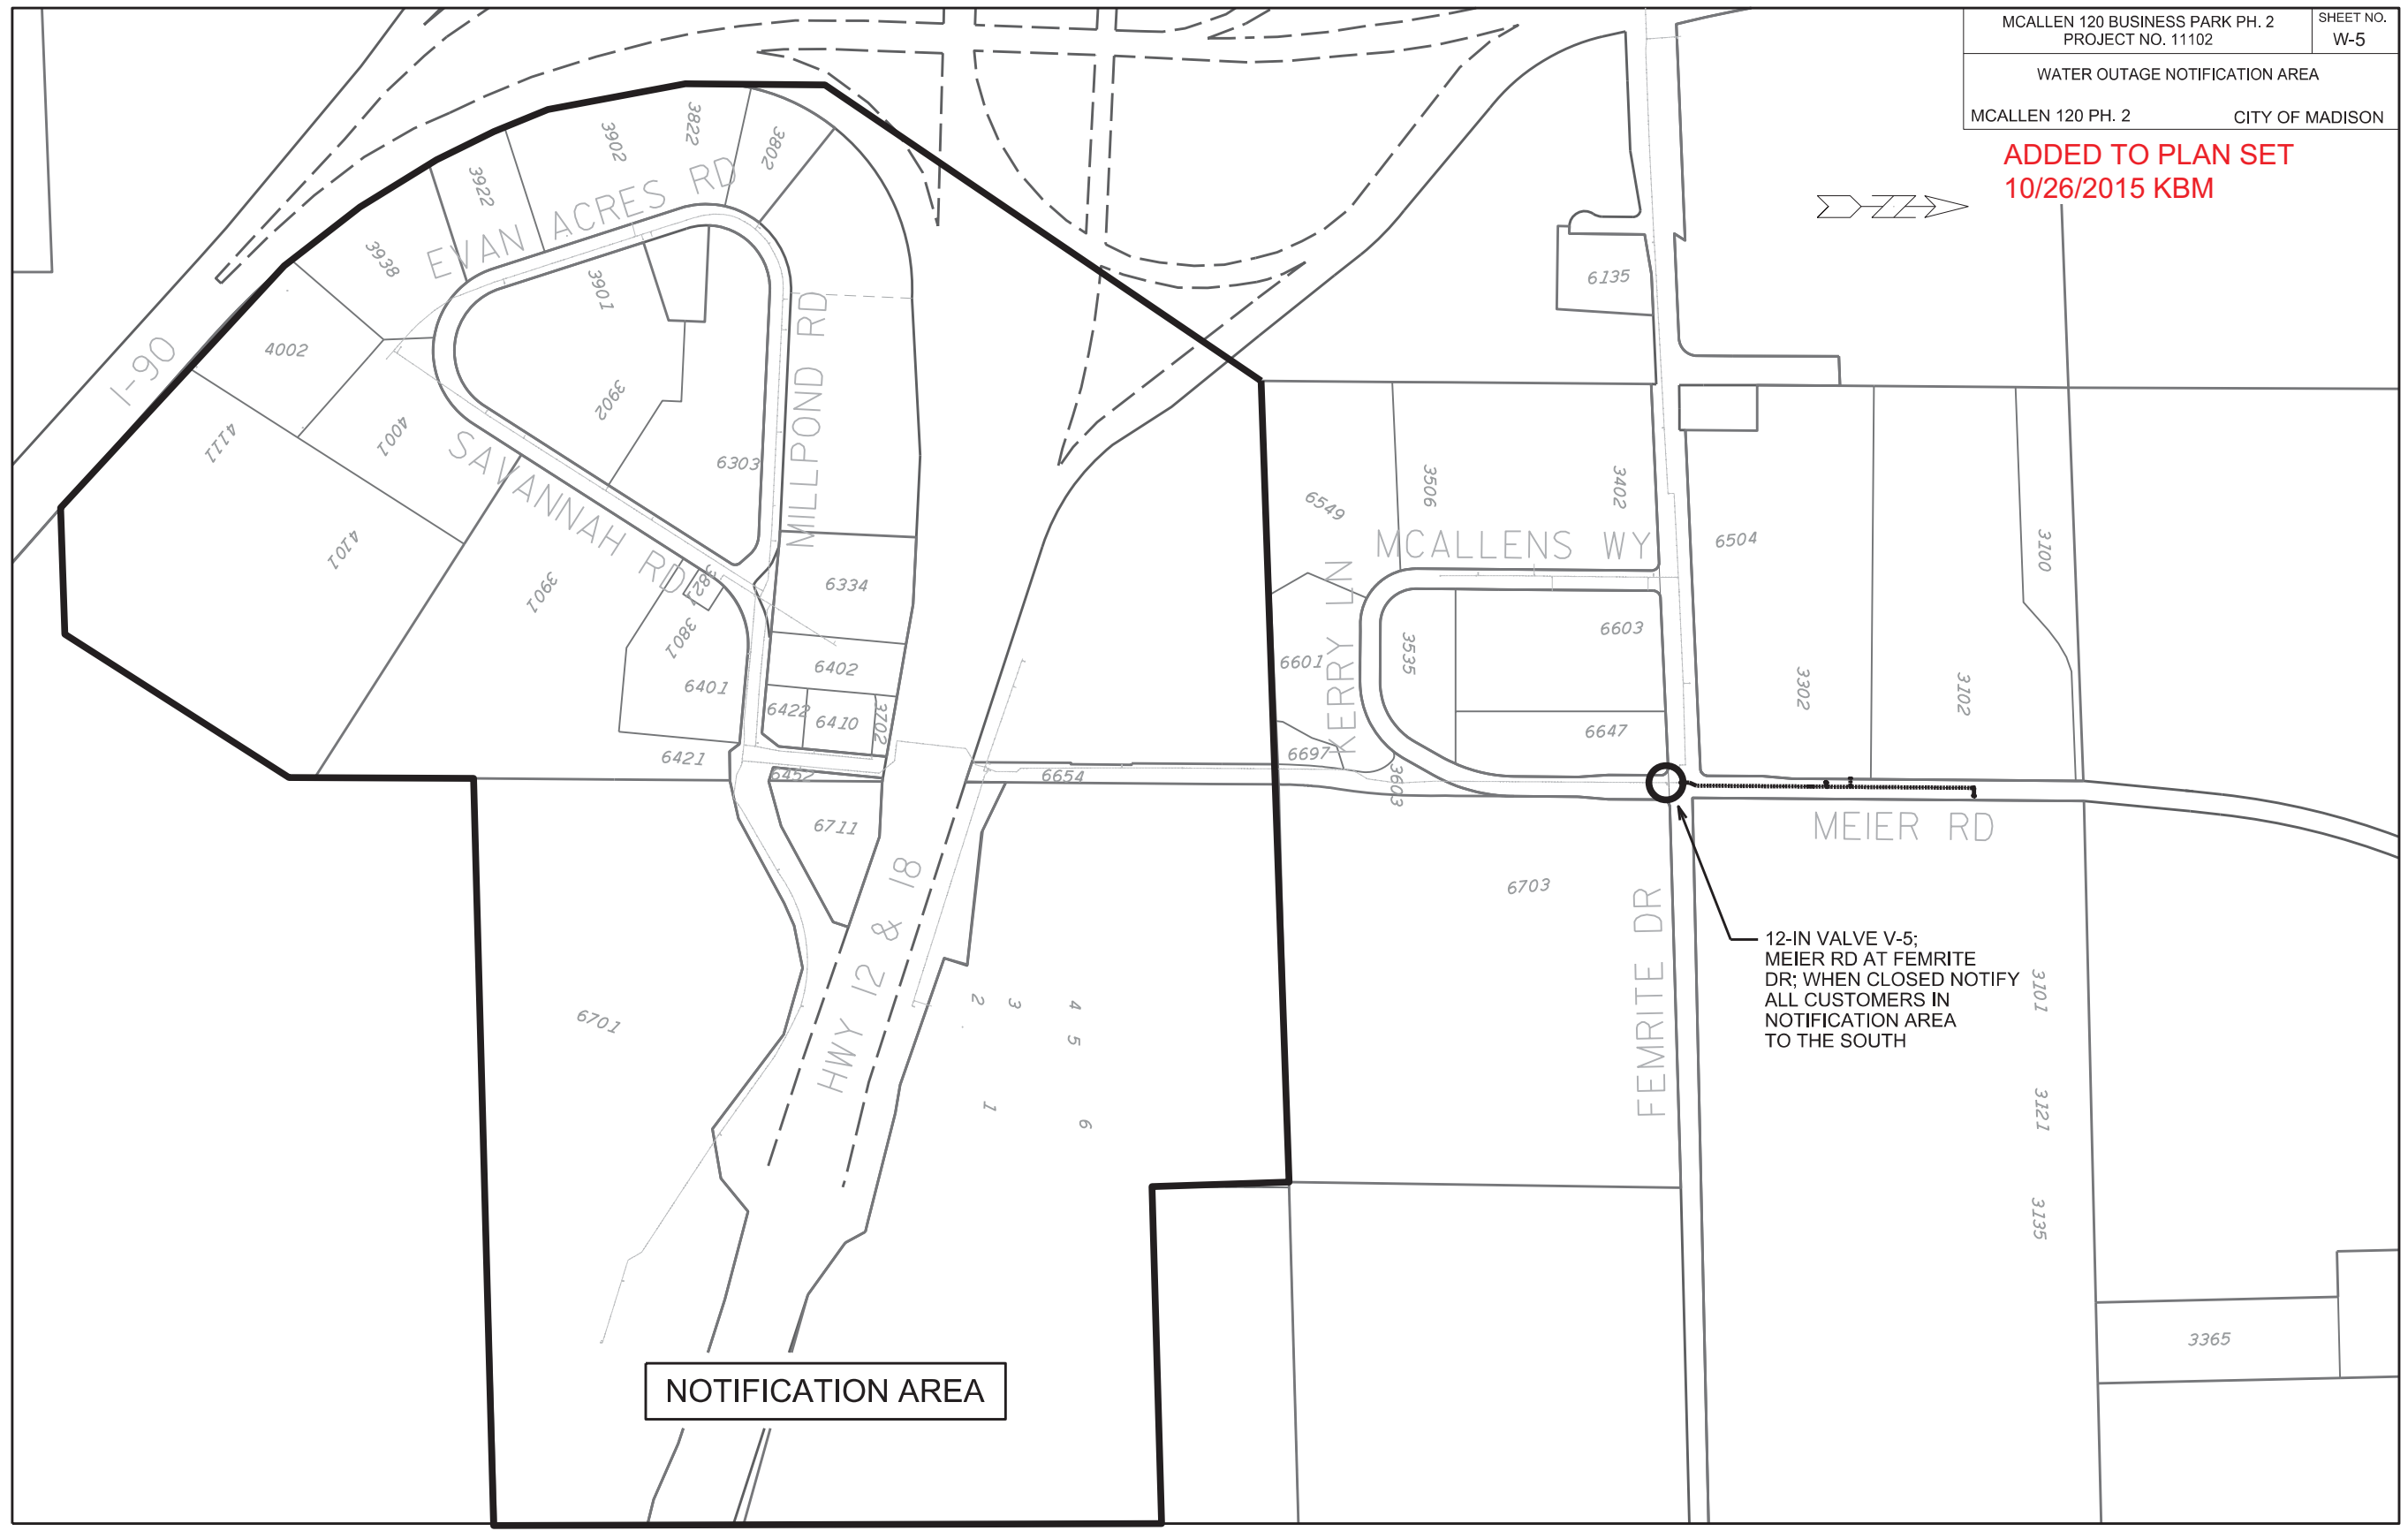 MCALLEN 120 BUSINESS PARK PH. 2
PROJECT NO. 11102
SHEET NO.
W-5
WATER OUTAGE NOTIFICATION AREA
MCALLEN 120 PH. 2
CITY OF MADISON
ADDED TO PLAN SET
10/26/2015 KBM
N
3822
3902
3802
3922
EVAN ACRES RD
3938
3901
6135
I-90
4002
MILLPOND RD
3902
4111
4001
SAVANNAH RD
6303
6549
3506
3402
MCALLENS WY
6504
3100
4101
3901
3821
6334
KERRY LN
3801
6603
3535
6601
6402
6401
3302
3102
6422
6410
3702
6647
6697
6421
6452
6654
3603
6711
MEIER RD
HWY 12 & 18
6703
FEMRITE DR
12-IN VALVE V-5;
MEIER RD AT FEMRITE
DR; WHEN CLOSED NOTIFY
ALL CUSTOMERS IN
NOTIFICATION AREA
TO THE SOUTH
3101
6701
2
3
4
5
1
6
3121
3135
3365
NOTIFICATION AREA